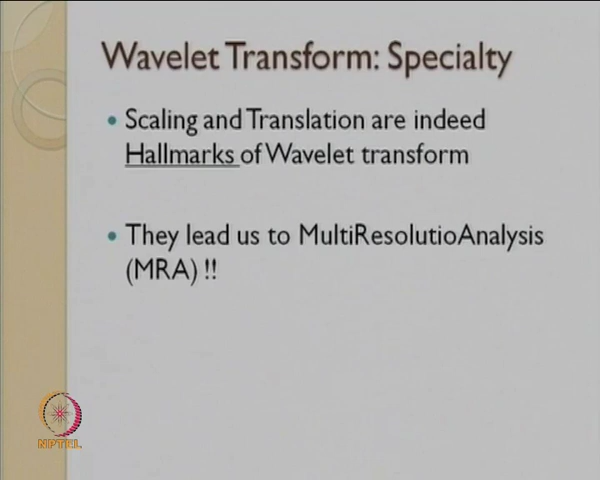 Wavelet Transform: Specialty
Scaling and Translation are indeed
Hallmarks of Wavelet transform
They lead us to MultiResolutioAnalysis
(MRA) !!
NPTEL